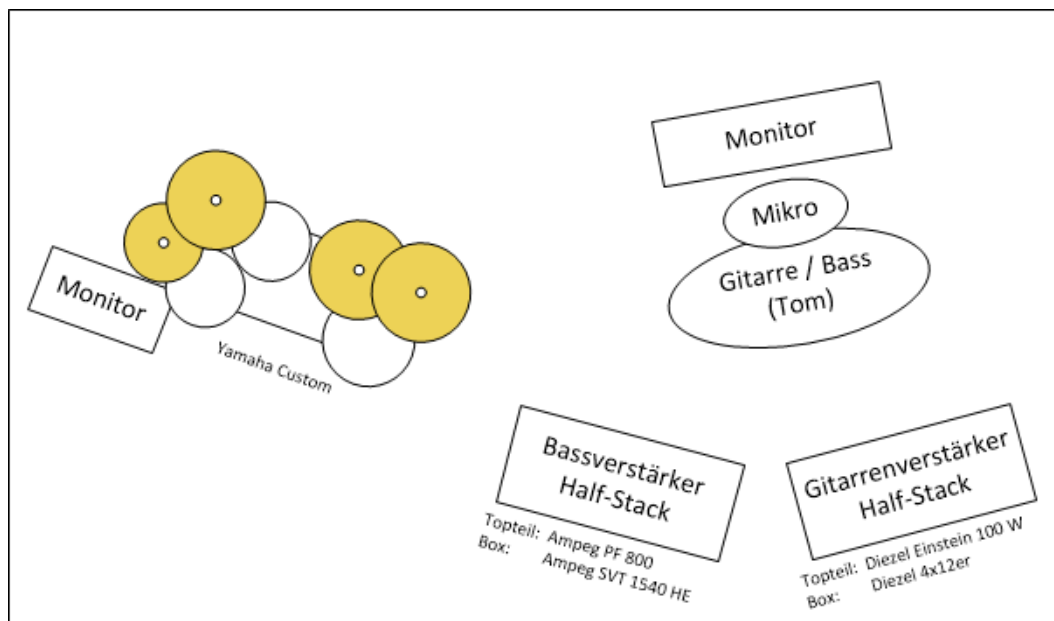 Monitor
Mikro
Gitarre / Bass
(Tom)
Monitor
Yamaha Custom
Bassverstärker
Half-Stack
Topteil: Ampeg PF 800
Box: Ampeg SVT 1540 HE
Gitarrenverstärker
Half-Stack
Topteil: Diezel Einstein 100 W
Box: Diezel 4x12er